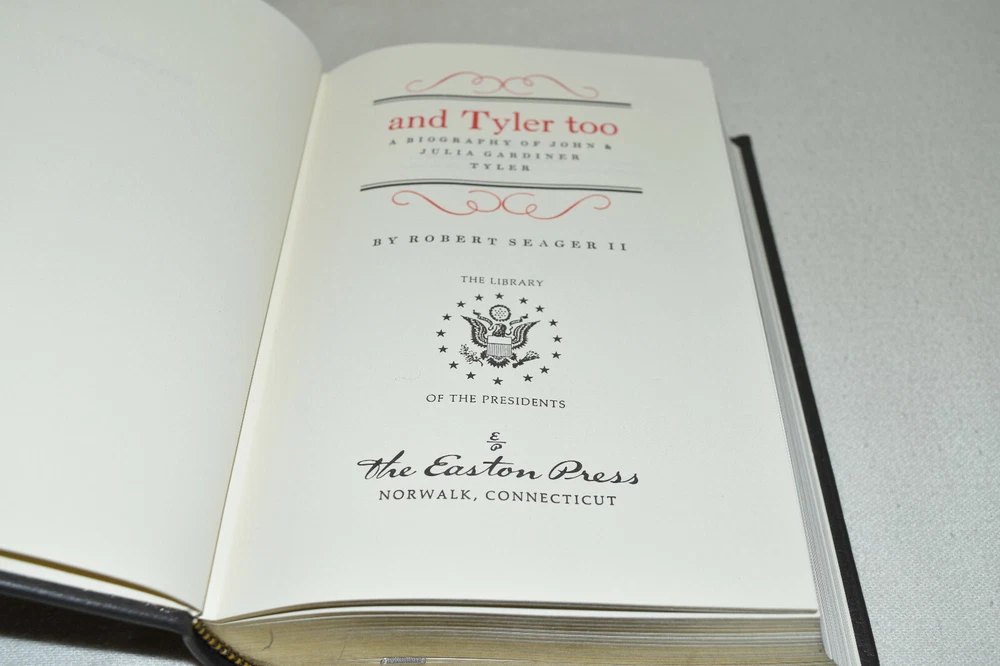 and Tyler too
A BIOGRAPHY OF JOHN &
JULIA GARDINER
TYLER
BY ROBERT SEAGER II
THE LIBRARY
OF THE PRESIDENTS
E
P
The Easton Press
NORWALK, CONNECTICUT